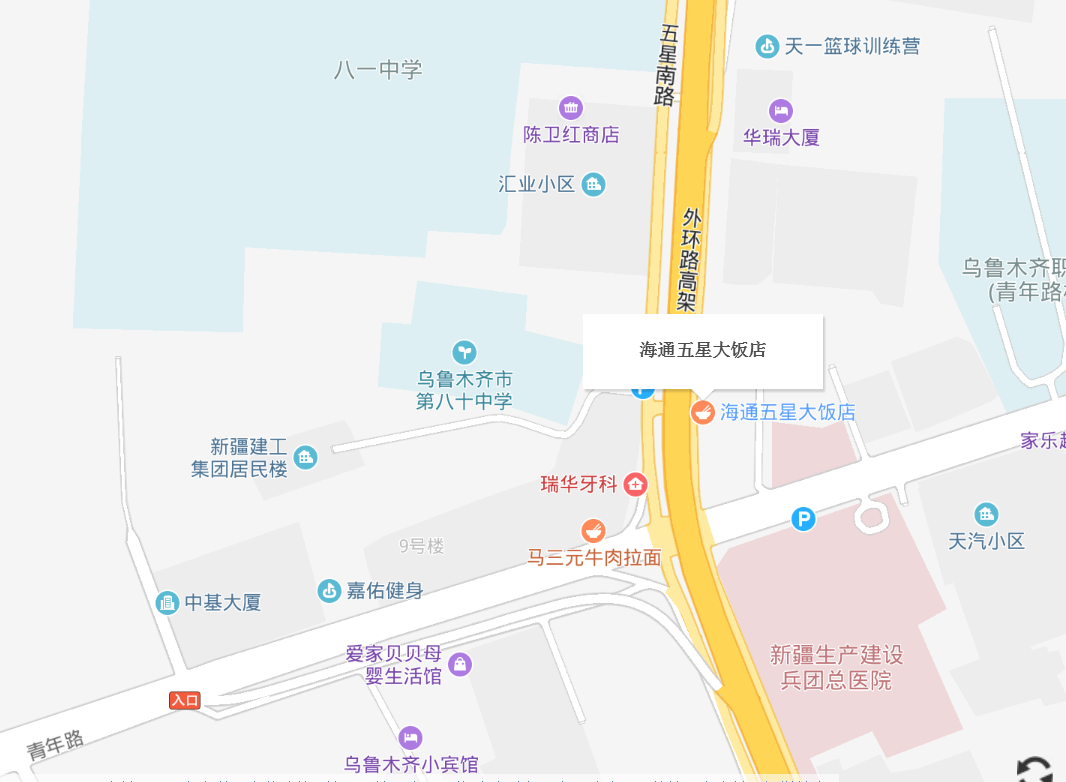 五星南路
天一篮球训练营
八一中学
陈卫红商店
华瑞大厦
汇业小区
外环路高架
乌鲁木齐职
(青年路校
海通五星大饭店
乌鲁木齐市
第八十中学
海通五星大饭店
新疆建工
集团居民楼
家乐超
瑞华牙科
P
P
9号楼
马三元牛肉拉面
天汽小区
中基大厦
嘉佑健身
爱家贝贝母
婴生活馆
新疆生产建设
兵团总医院
入口
青年路
乌鲁木齐小宾馆